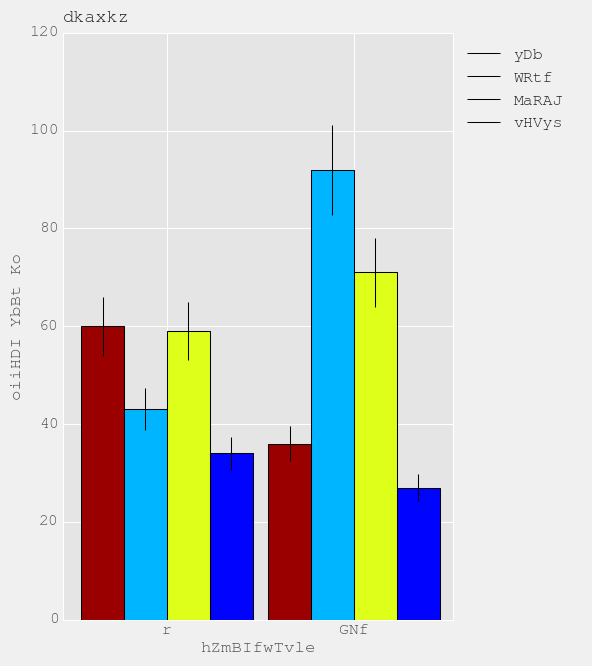 dkaxkz
120
100
80
60
40
20
0
oiiHDI YbBt Ko
r
GNf
hZmBIfwTvle
yDb
WRtf
MaRAJ
vHVys